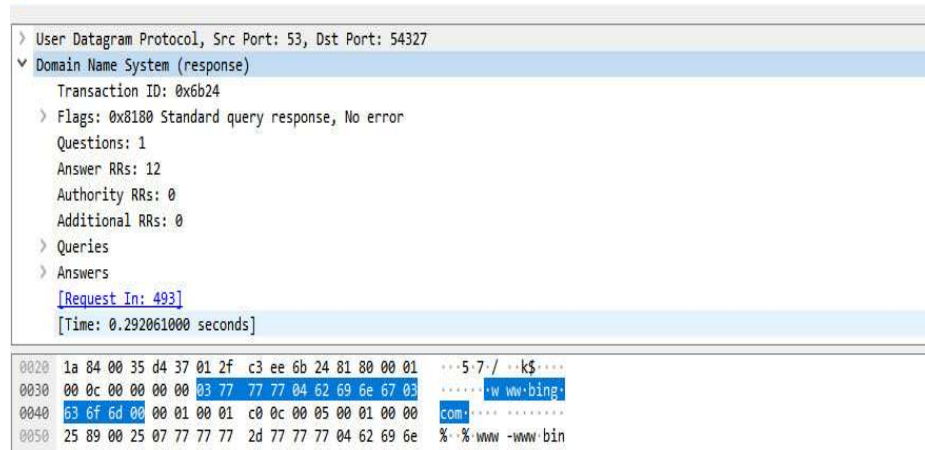 > User Datagram Protocol, Src Port: 53, Dst Port: 54327
∨ Domain Name System (response)
Transaction ID: 0x6b24
> Flags: 0x8180 Standard query response, No error
Questions: 1
Answer RRs: 12
Authority RRs: 0
Additional RRs: 0
> Queries
> Answers
[Request In: 493]
[Time: 0.292061000 seconds]
0020 1a 84 00 35 d4 37 01 2f c3 ee 6b 24 81 80 00 01 ···5·7·/ ··k$····
0030 00 0c 00 00 00 00 03 77 77 77 04 62 69 6e 67 03 ·······w ww·bing·
0040 63 6f 6d 00 00 01 00 01 c0 0c 00 05 00 01 00 00 com····· ········
0050 25 89 00 25 07 77 77 77 2d 77 77 77 04 62 69 6e %··%·www -www·bin